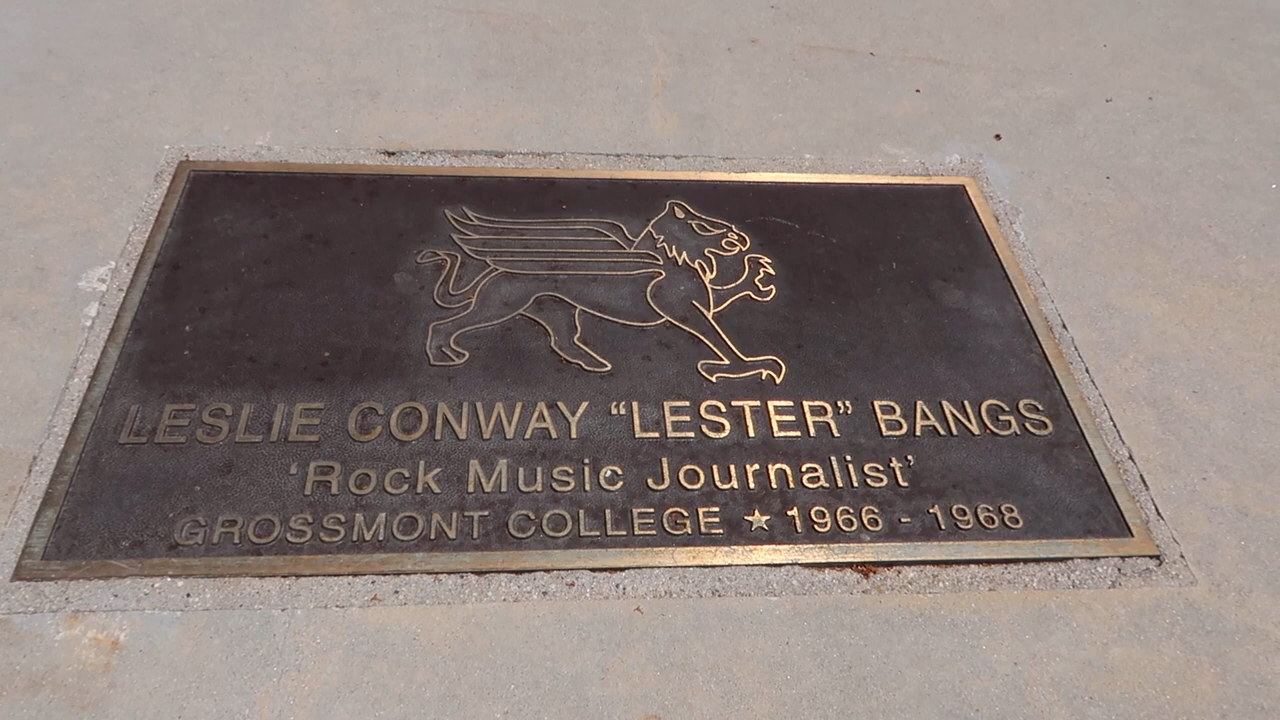 LESLIE CONWAY “LESTER” BANGS
‘Rock Music Journalist’
GROSSMONT COLLEGE ★ 1966 - 1968